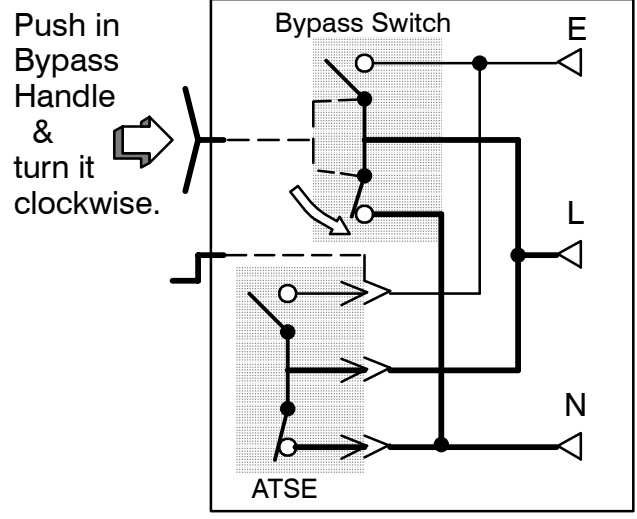 Push in
Bypass
Handle
&
turn it
clockwise.
Bypass Switch
E
L
N
ATSE